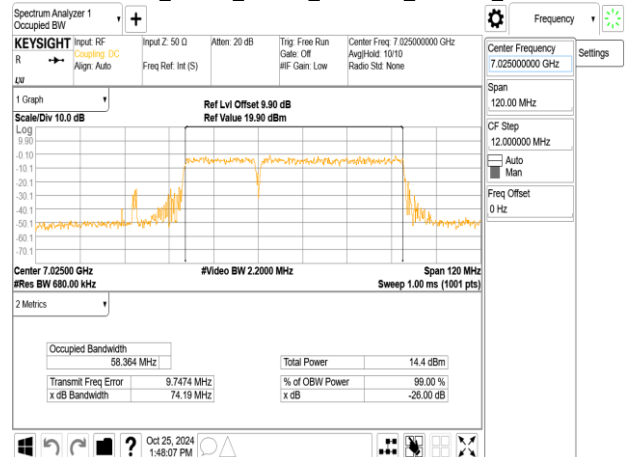 Spectrum Analyzer 1
Occupied BW
+
Frequency
KEYSIGHT Input: RF Input Z: 50 Ω Atten: 20 dB Trig: Free Run Center Freq: 7.025000000 GHz
R Coupling: DC Gate: Off Avg|Hold: 10/10
Align: Auto Freq Ref: Int (S) #IF Gain: Low Radio Std: None
LXI
Center Frequency
7.025000000 GHz
Settings
Span
120.00 MHz
CF Step
12.000000 MHz
Auto
Man
Freq Offset
0 Hz
1 Graph
Ref Lvl Offset 9.90 dB
Scale/Div 10.0 dB Ref Value 19.90 dBm
Log
9.90
-0.10
-10.1
-20.1
-30.1
-40.1
-50.1
-60.1
-70.1
Center 7.02500 GHz #Video BW 2.2000 MHz Span 120 MHz
#Res BW 680.00 kHz Sweep 1.00 ms (1001 pts)
2 Metrics
Occupied Bandwidth
58.364 MHz Total Power 14.4 dBm
Transmit Freq Error 9.7474 MHz % of OBW Power 99.00 %
x dB Bandwidth 74.19 MHz x dB -26.00 dB
? Oct 25, 2024
1:48:07 PM